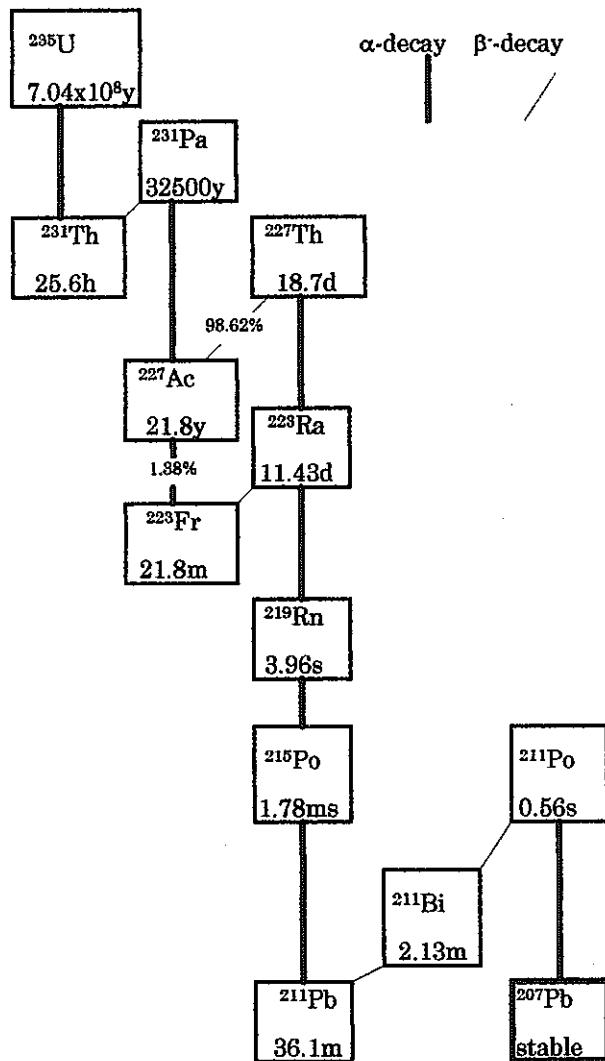 ²³⁵U
7.04x10⁸y
α-decay β⁻-decay
²³¹Pa
32500y
²³¹Th
25.6h
²²⁷Th
18.7d
98.62%
²²⁷Ac
21.8y
1.38%
²²³Ra
11.43d
²²³Fr
21.8m
²¹⁹Rn
3.96s
²¹⁵Po
1.78ms
²¹¹Po
0.56s
²¹¹Bi
2.13m
²¹¹Pb
36.1m
²⁰⁷Pb
stable